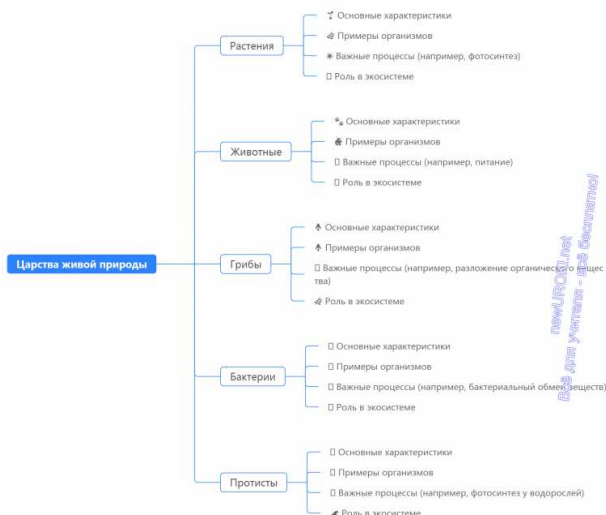 Царства живой природы
Растения
Основные характеристики
Примеры организмов
Важные процессы (например, фотосинтез)
Роль в экосистеме
Животные
Основные характеристики
Примеры организмов
Важные процессы (например, питание)
Роль в экосистеме
Грибы
Основные характеристики
Примеры организмов
Важные процессы (например, разложение органического вещес
тва)
Роль в экосистеме
Бактерии
Основные характеристики
Примеры организмов
Важные процессы (например, бактериальный обмен веществ)
Роль в экосистеме
Протисты
Основные характеристики
Примеры организмов
Важные процессы (например, фотосинтез у водорослей)
Роль в экосистеме
newUROKI.net
Всё для учителя - всё бесплатно!